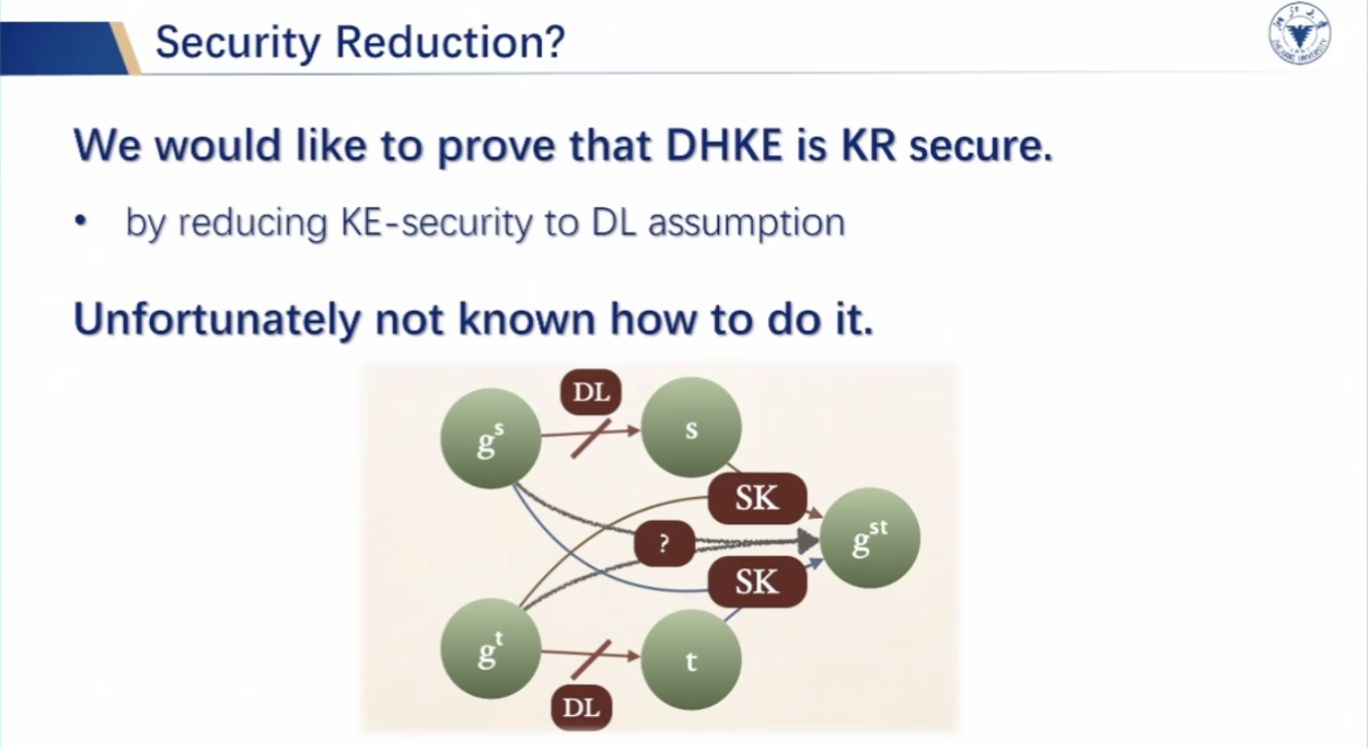 Security Reduction?
We would like to prove that DHKE is KR secure.
• by reducing KE-security to DL assumption
Unfortunately not known how to do it.
DL
g^s
s
SK
?
g^st
SK
g^t
t
DL